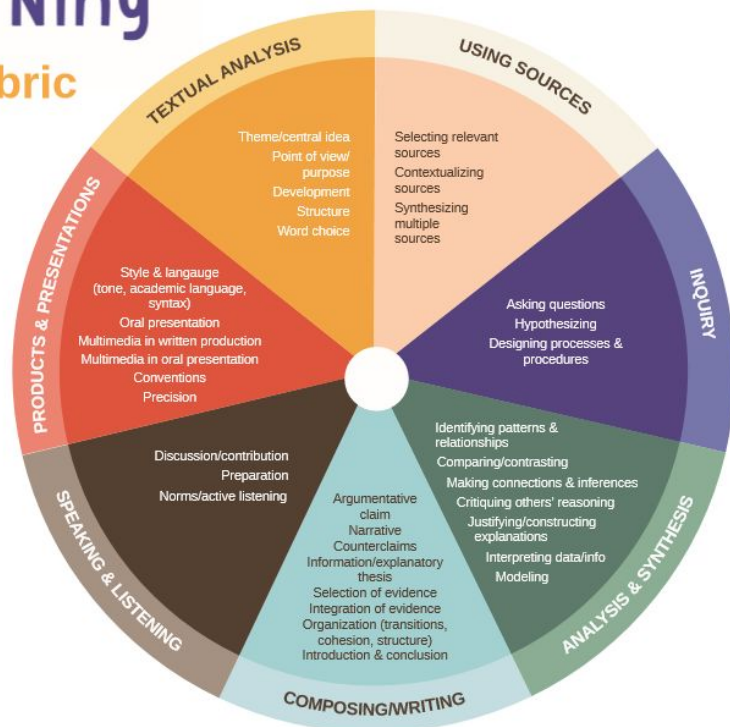 TEXTUAL ANALYSIS
Theme/central idea
Point of view/
purpose
Development
Structure
Word choice
USING SOURCES
Selecting relevant
sources
Contextualizing
sources
Synthesizing
multiple
sources
INQUIRY
Asking questions
Hypothesizing
Designing processes &
procedures
ANALYSIS & SYNTHESIS
Identifying patterns &
relationships
Comparing/contrasting
Making connections & inferences
Critiquing others' reasoning
Justifying/constructing
explanations
Interpreting data/info
Modeling
COMPOSING/WRITING
Argumentative
claim
Narrative
Counterclaims
Information/explanatory
thesis
Selection of evidence
Integration of evidence
Organization (transitions,
cohesion, structure)
Introduction & conclusion
SPEAKING & LISTENING
Discussion/contribution
Preparation
Norms/active listening
PRODUCTS & PRESENTATIONS
Style & langauge
(tone, academic language,
syntax)
Oral presentation
Multimedia in written production
Multimedia in oral presentation
Conventions
Precision